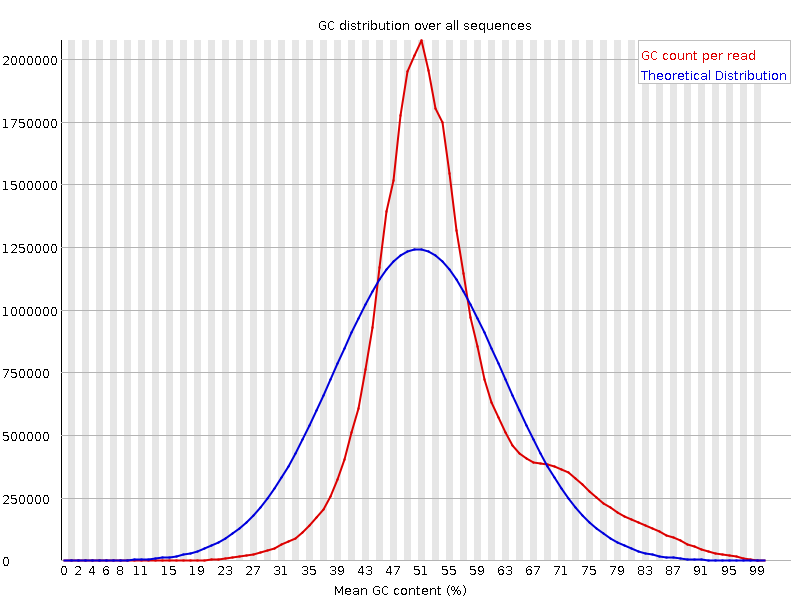 GC distribution over all sequences
GC count per read
Theoretical Distribution
2000000
1750000
1500000
1250000
1000000
750000
500000
250000
0
0 2 4 6 8 11 15 19 23 27 31 35 39 43 47 51 55 59 63 67 71 75 79 83 87 91 95 99
Mean GC content (%)